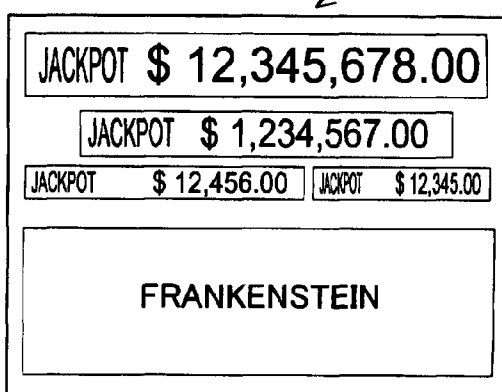 JACKPOT $ 12,345,678.00
JACKPOT $ 1,234,567.00
JACKPOT $ 12,456.00 JACKPOT $ 12,345.00
FRANKENSTEIN